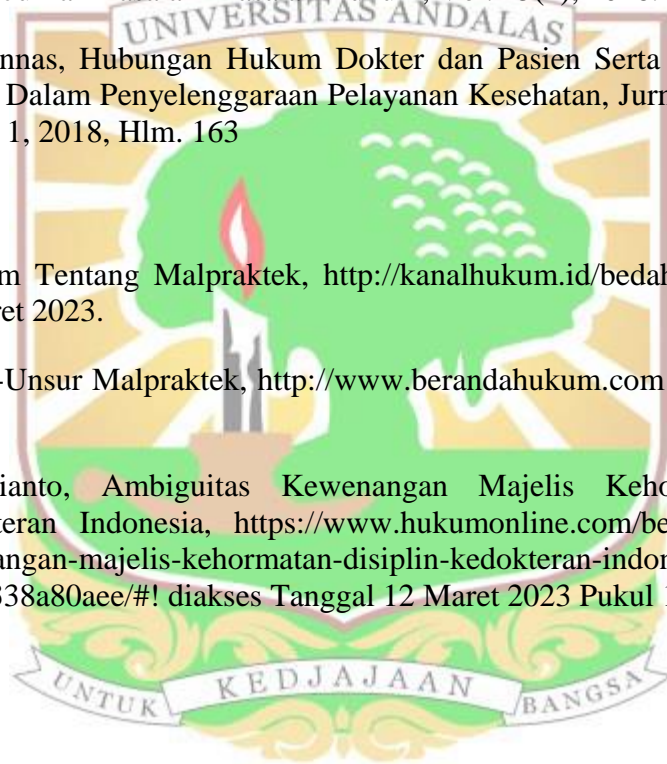 UNIVERSITAS ANDALAS
nnas, Hubungan Hukum Dokter dan Pasien Serta
Dalam Penyelenggaraan Pelayanan Kesehatan, Jurn
1, 2018, Hlm. 163
m Tentang Malpraktek, http://kanalhukum.id/bedah
ret 2023.
-Unsur Malpraktek, http://www.berandahukum.com
ianto, Ambiguitas Kewenangan Majelis Keho
teran Indonesia, https://www.hukumonline.com/be
angan-majelis-kehormatan-disiplin-kedokteran-indon
338a80aee/#! diakses Tanggal 12 Maret 2023 Pukul 1
UNTUK KEDJAJAAN BANGSA